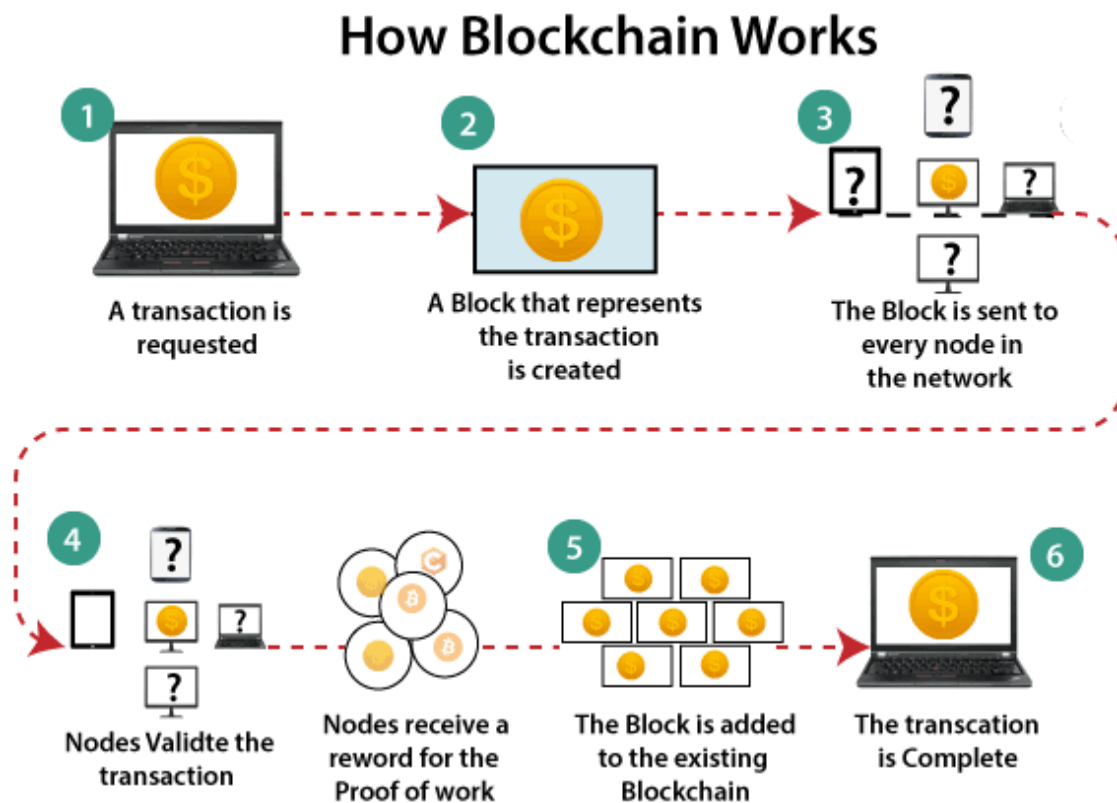 How Blockchain Works
1
2
3
?
?
?
?
$
$
$
A transaction is
requested
A Block that represents
the transaction
is created
The Block is sent to
every node in
the network
4
5
6
?
?
?
$
$
$
$
$
$
$
$
$
$
$
Nodes Validte the
transaction
Nodes receive a
reword for the
Proof of work
The Block is added
to the existing
Blockchain
The transcation
is Complete